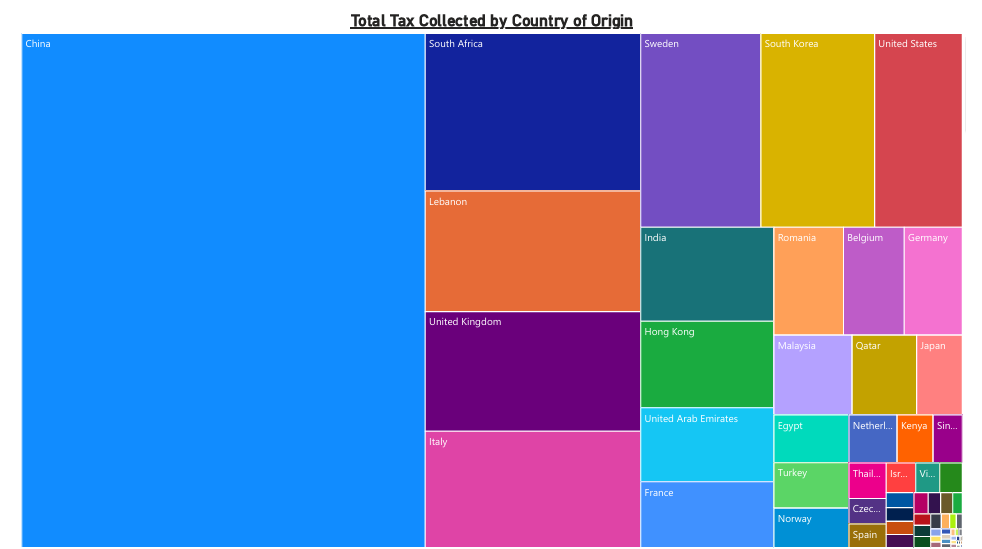 Total Tax Collected by Country of Origin
China
South Africa
Sweden
South Korea
United States
Lebanon
India
Romania
Belgium
Germany
United Kingdom
Hong Kong
Malaysia
Qatar
Japan
United Arab Emirates
Egypt
Netherl...
Kenya
Sin...
Italy
Turkey
Thail...
Isr...
Vi...
France
Czec...
Norway
Spain